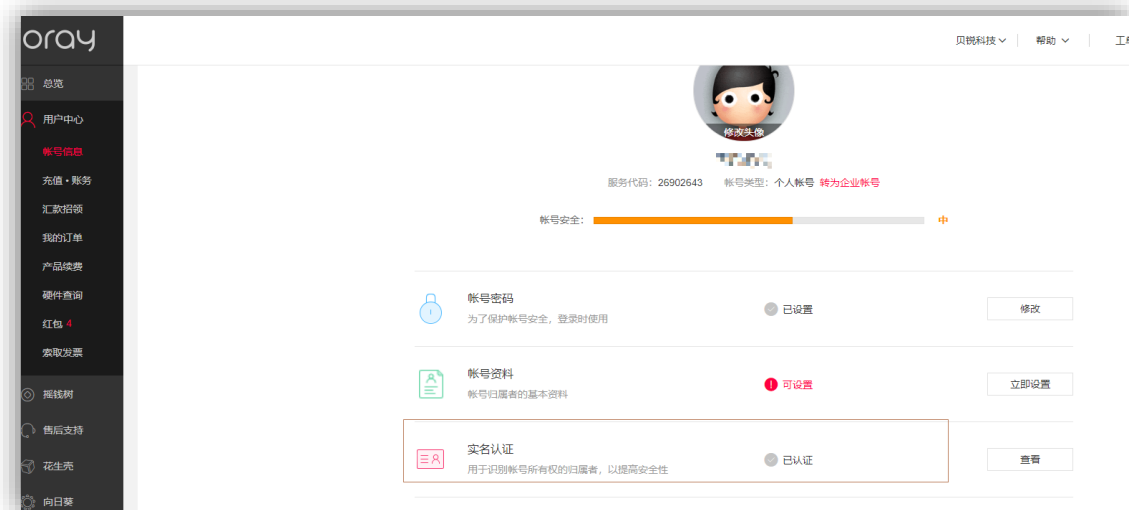 oray
贝锐科技
帮助
总览
用户中心
帐号信息
充值•账务
汇款招领
我的订单
产品续费
硬件查询
红包 4
索取发票
摇钱树
售后支持
花生壳
向日葵
修改头像
服务代码：26902643 帐号类型：个人帐号 转为企业帐号
帐号安全： 中
帐号密码
为了保护帐号安全，登录时使用
已设置
修改
帐号资料
帐号归属者的基本资料
可设置
立即设置
实名认证
用于识别帐号所有权的归属者，以提高安全性
已认证
查看